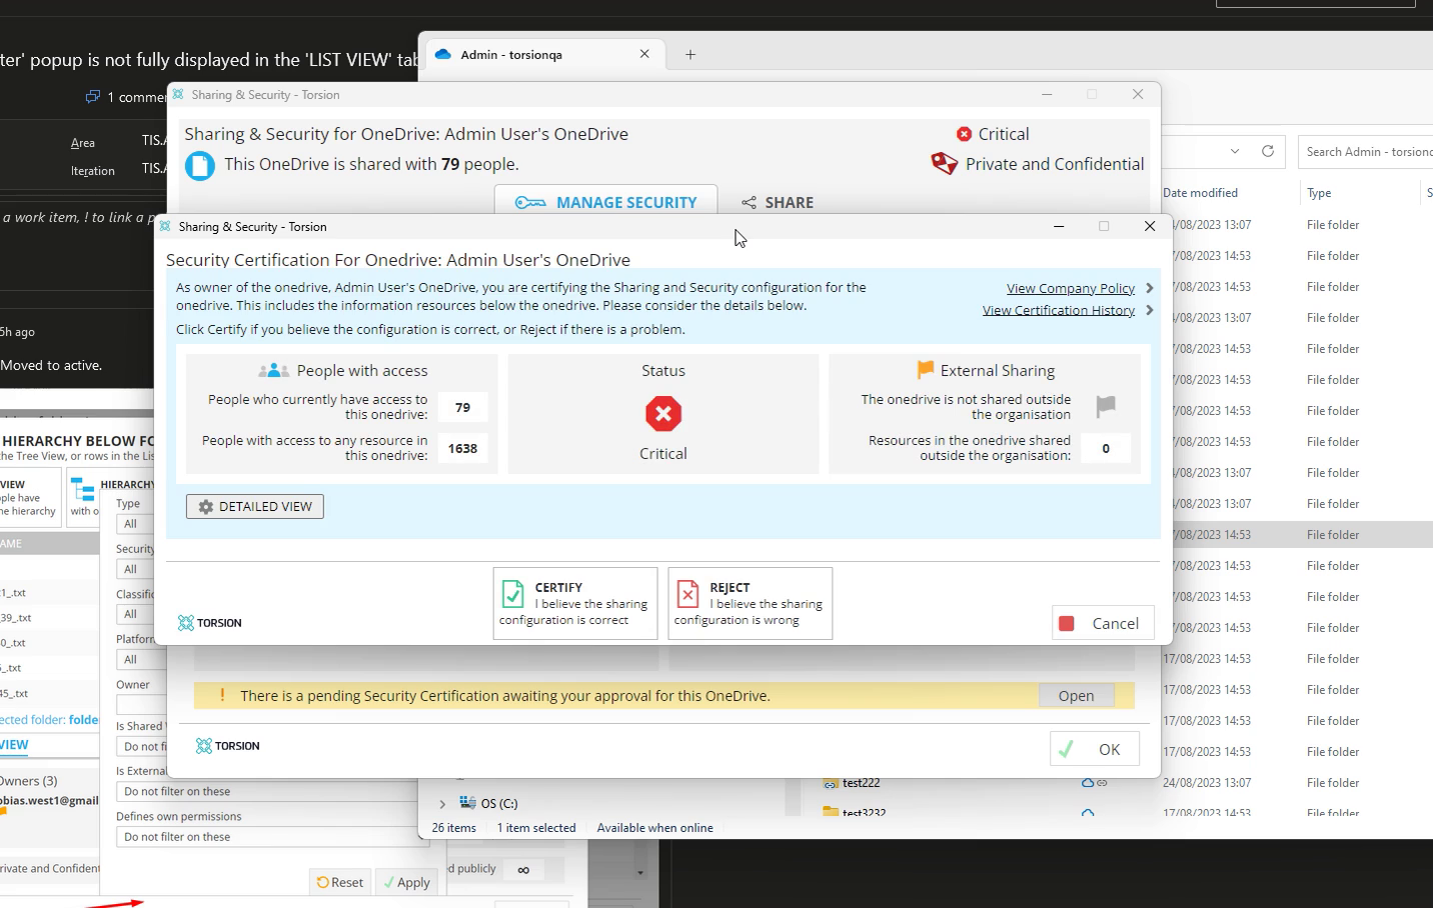 ter' popup is not fully displayed in the 'LIST VIEW' tab
1 commen
Area
TIS.
Iteration
TIS.
a work item, ! to link a p
5h ago
Moved to active.
Admin - torsionqa
Search Admin - torsionq
Sharing & Security - Torsion
Sharing & Security for OneDrive: Admin User's OneDrive
Critical
This OneDrive is shared with 79 people.
Private and Confidential
MANAGE SECURITY
SHARE
Sharing & Security - Torsion
Security Certification For Onedrive: Admin User's OneDrive
As owner of the onedrive, Admin User's OneDrive, you are certifying the Sharing and Security configuration for the
onedrive. This includes the information resources below the onedrive. Please consider the details below.
Click Certify if you believe the configuration is correct, or Reject if there is a problem.
View Company Policy
View Certification History
People with access
People who currently have access to
this onedrive:
79
People with access to any resource in
this onedrive:
1638
Status
Critical
External Sharing
The onedrive is not shared outside
the organisation
Resources in the onedrive shared
outside the organisation:
0
DETAILED VIEW
CERTIFY
I believe the sharing
configuration is correct
REJECT
I believe the sharing
configuration is wrong
TORSION
Cancel
! There is a pending Security Certification awaiting your approval for this OneDrive.
Open
TORSION
OK
Date modified
Type
/08/2023 13:07 File folder
/08/2023 14:53 File folder
/08/2023 14:53 File folder
/08/2023 13:07 File folder
/08/2023 14:53 File folder
/08/2023 14:53 File folder
/08/2023 14:53 File folder
/08/2023 14:53 File folder
/08/2023 13:07 File folder
/08/2023 13:07 File folder
/08/2023 14:53 File folder
/08/2023 14:53 File folder
/08/2023 14:53 File folder
/08/2023 14:53 File folder
17/08/2023 14:53 File folder
17/08/2023 14:53 File folder
17/08/2023 14:53 File folder
17/08/2023 14:53 File folder
test222 24/08/2023 13:07 File folder
test3232 17/08/2023 14:53 File folder
OS (C:)
26 items 1 item selected Available when online
HIERARCHY BELOW FO
he Tree View, or rows in the Lis
VIEW
ple have
he hierarchy
HIERARCHY
with o
AME
1_.txt
39_.txt
0_.txt
_.txt
45_.txt
ected folder: folde
VIEW
Owners (3)
obias.west1@gmail
rivate and Confident
Type
All
Security
All
Classific
All
Platform
All
Owner
Is Shared
Do not fi
Is External
Do not filter on these
Defines own permissions
Do not filter on these
Reset
Apply
d publicly
∞